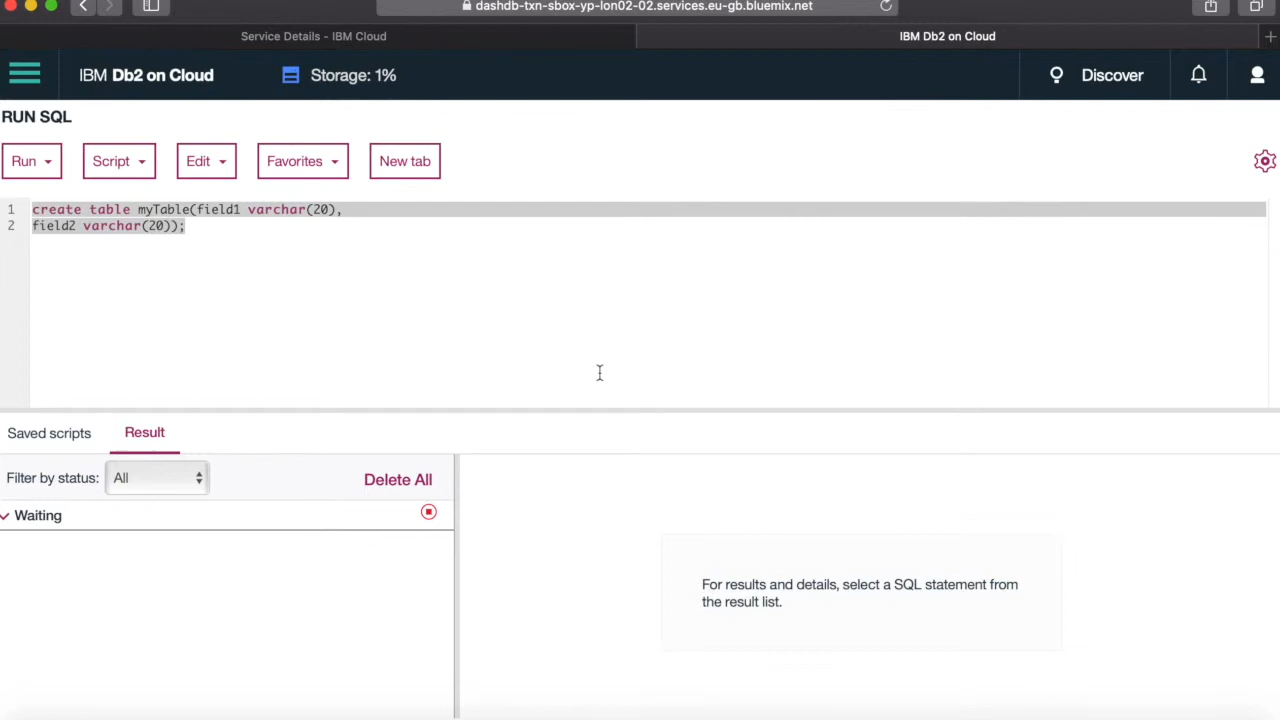 dashdb-txn-sbox-yp-lon02-02.services.eu-gb.bluemix.net
Service Details - IBM Cloud
IBM Db2 on Cloud
IBM Db2 on Cloud
Storage: 1%
Discover
RUN SQL
Run
Script
Edit
Favorites
New tab
1 create table myTable(field1 varchar(20),
2 field2 varchar(20));
Saved scripts
Result
Filter by status: All
Delete All
Waiting
For results and details, select a SQL statement from
the result list.